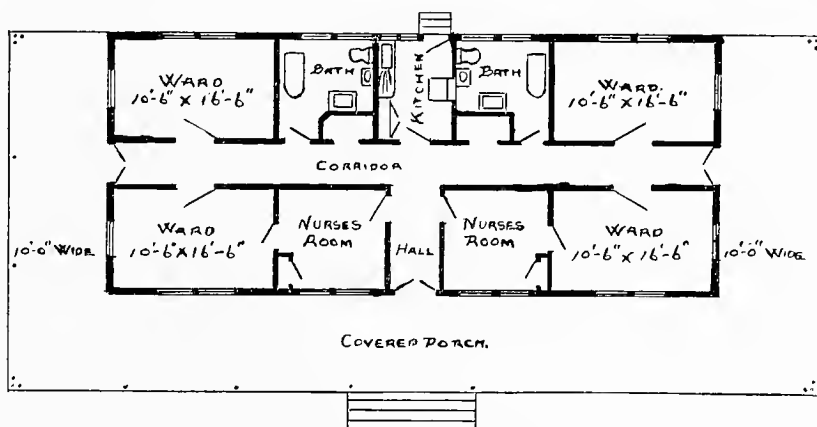 WARD
10'-6" X 16'-6"
BATH
KITCHEN
BATH
WARD.
10'-6" X 16'-6"
CORRIDOR
WARD
10'-6" X 16'-6"
NURSES
ROOM
HALL
NURSES
ROOM
WARD
10'-6" X 16'-6"
10'-0" WIDE
10'-0" WIDE
COVERED PORCH.